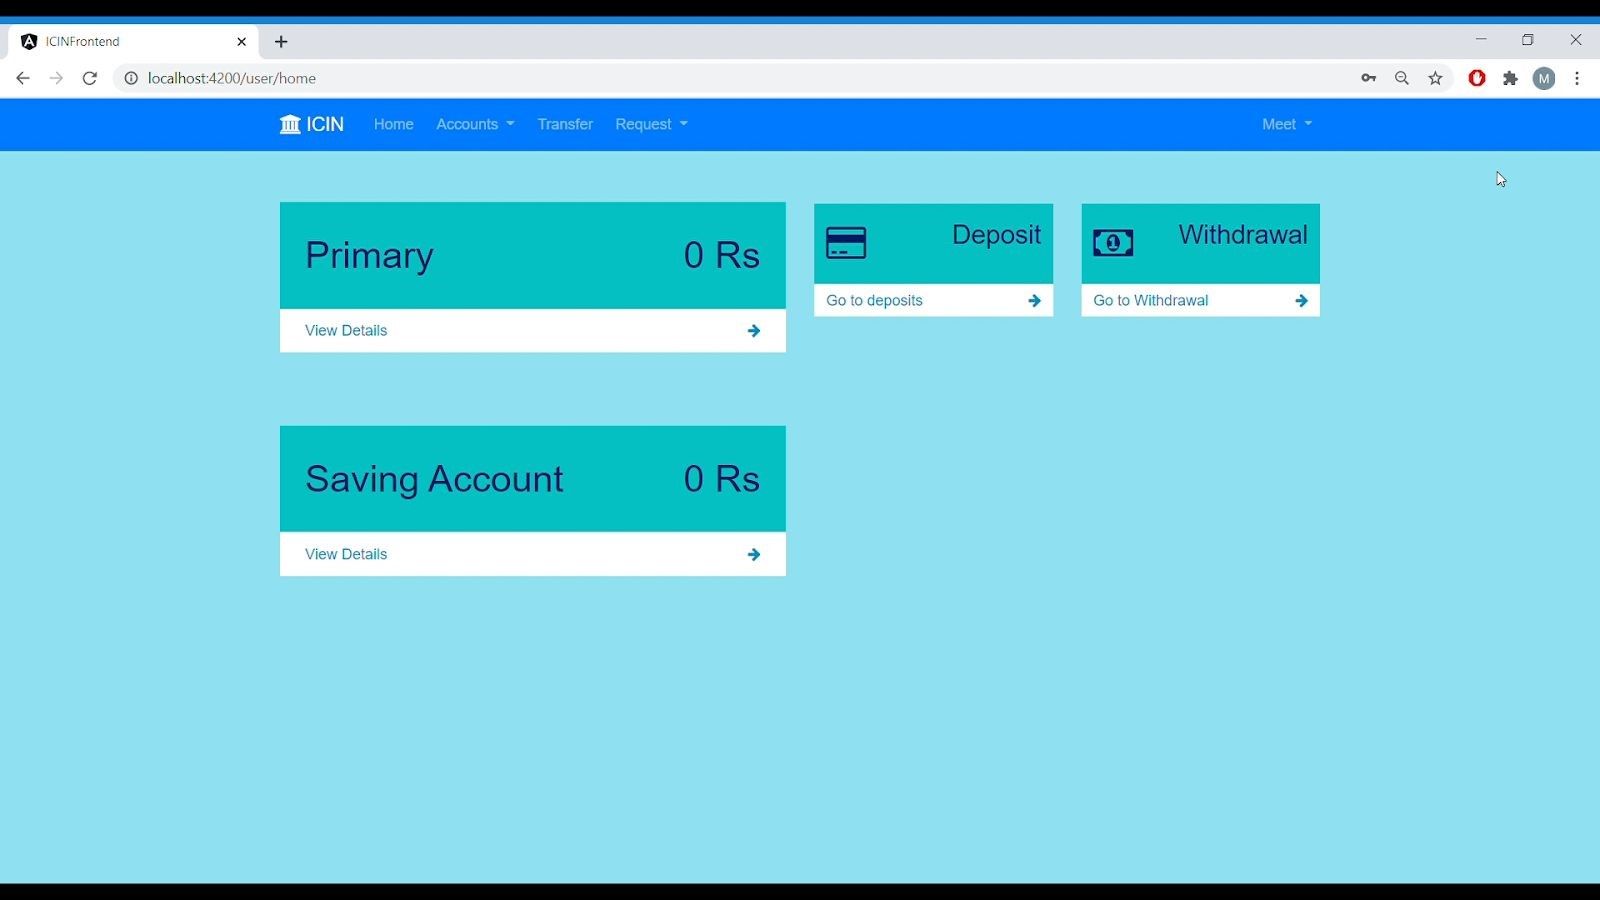 ICINFrontend
localhost:4200/user/home
M
ICIN Home Accounts Transfer Request Meet
Primary 0 Rs
View Details
Deposit
Go to deposits
1 Withdrawal
Go to Withdrawal
Saving Account 0 Rs
View Details